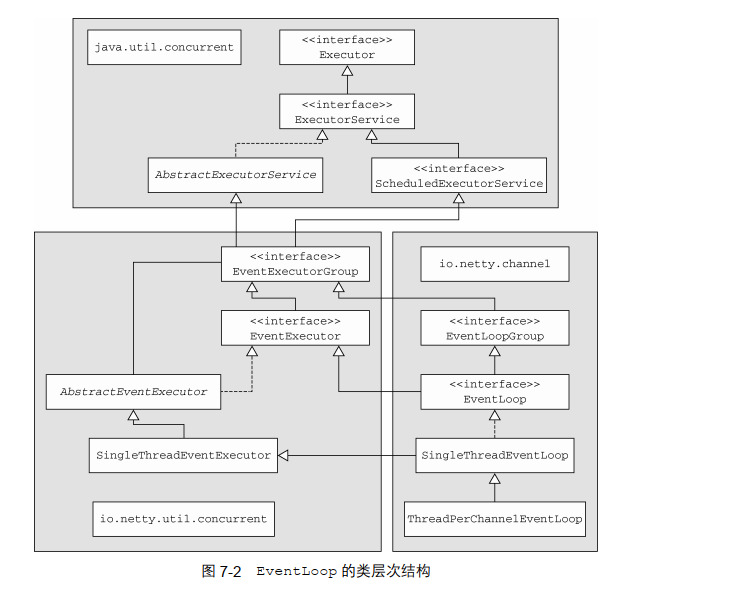 java.util.concurrent
<<interface>>
Executor
<<interface>>
ExecutorService
AbstractExecutorService
<<interface>>
ScheduledExecutorService
<<interface>>
EventExecutorGroup
io.netty.channel
<<interface>>
EventExecutor
<<interface>>
EventLoopGroup
AbstractEventExecutor
<<interface>>
EventLoop
SingleThreadEventExecutor
SingleThreadEventLoop
io.netty.util.concurrent
ThreadPerChannelEventLoop
图 7-2 EventLoop 的类层次结构